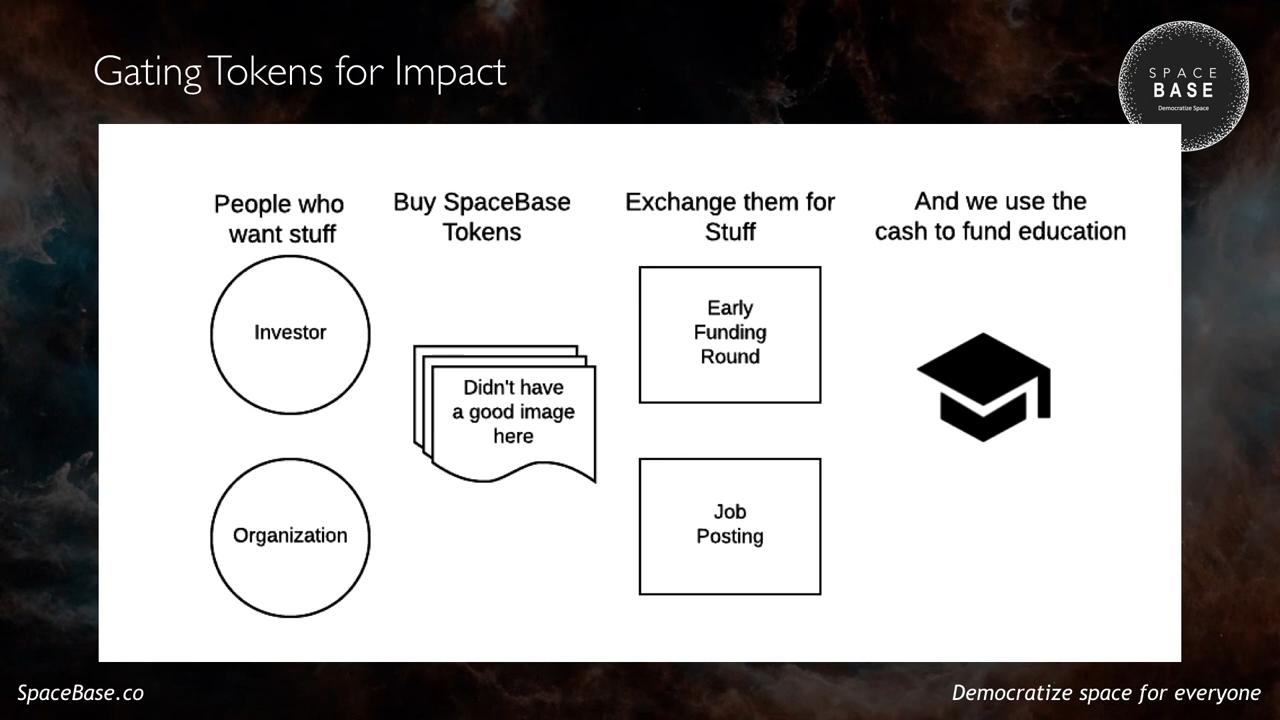 Gating Tokens for Impact
SPACE
BASE
Democratize Space
People who
want stuff
Buy SpaceBase
Tokens
Exchange them for
Stuff
And we use the
cash to fund education
Investor
Didn't have
a good image
here
Early
Funding
Round
Organization
Job
Posting
SpaceBase.co
Democratize space for everyone